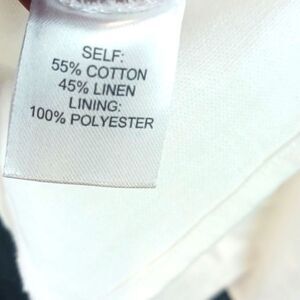 SELF:
55% COTTON
45% LINEN
LINING:
100% POLYESTER